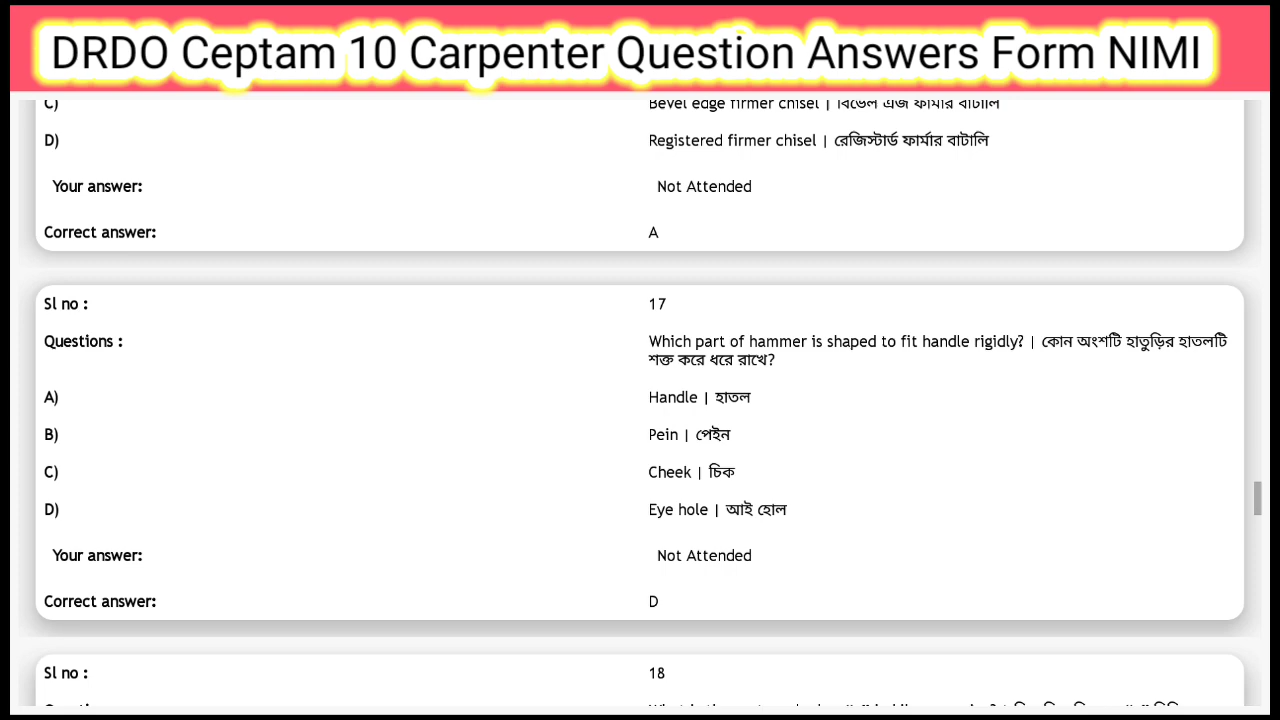 DRDO Ceptam 10 Carpenter Question Answers Form NIMI
C) Bevel edge firmer chisel | বিভেল এজ ফার্মার বাটালি
D) Registered firmer chisel | রেজিস্টার্ড ফার্মার বাটালি
Your answer: Not Attended
Correct answer: A
Sl no : 17
Questions : Which part of hammer is shaped to fit handle rigidly? | কোন অংশটি হাতুড়ির হাতলটি
শক্ত করে ধরে রাখে?
A) Handle | হাতল
B) Pein | পেইন
C) Cheek | চিক
D) Eye hole | আই হোল
Your answer: Not Attended
Correct answer: D
Sl no : 18